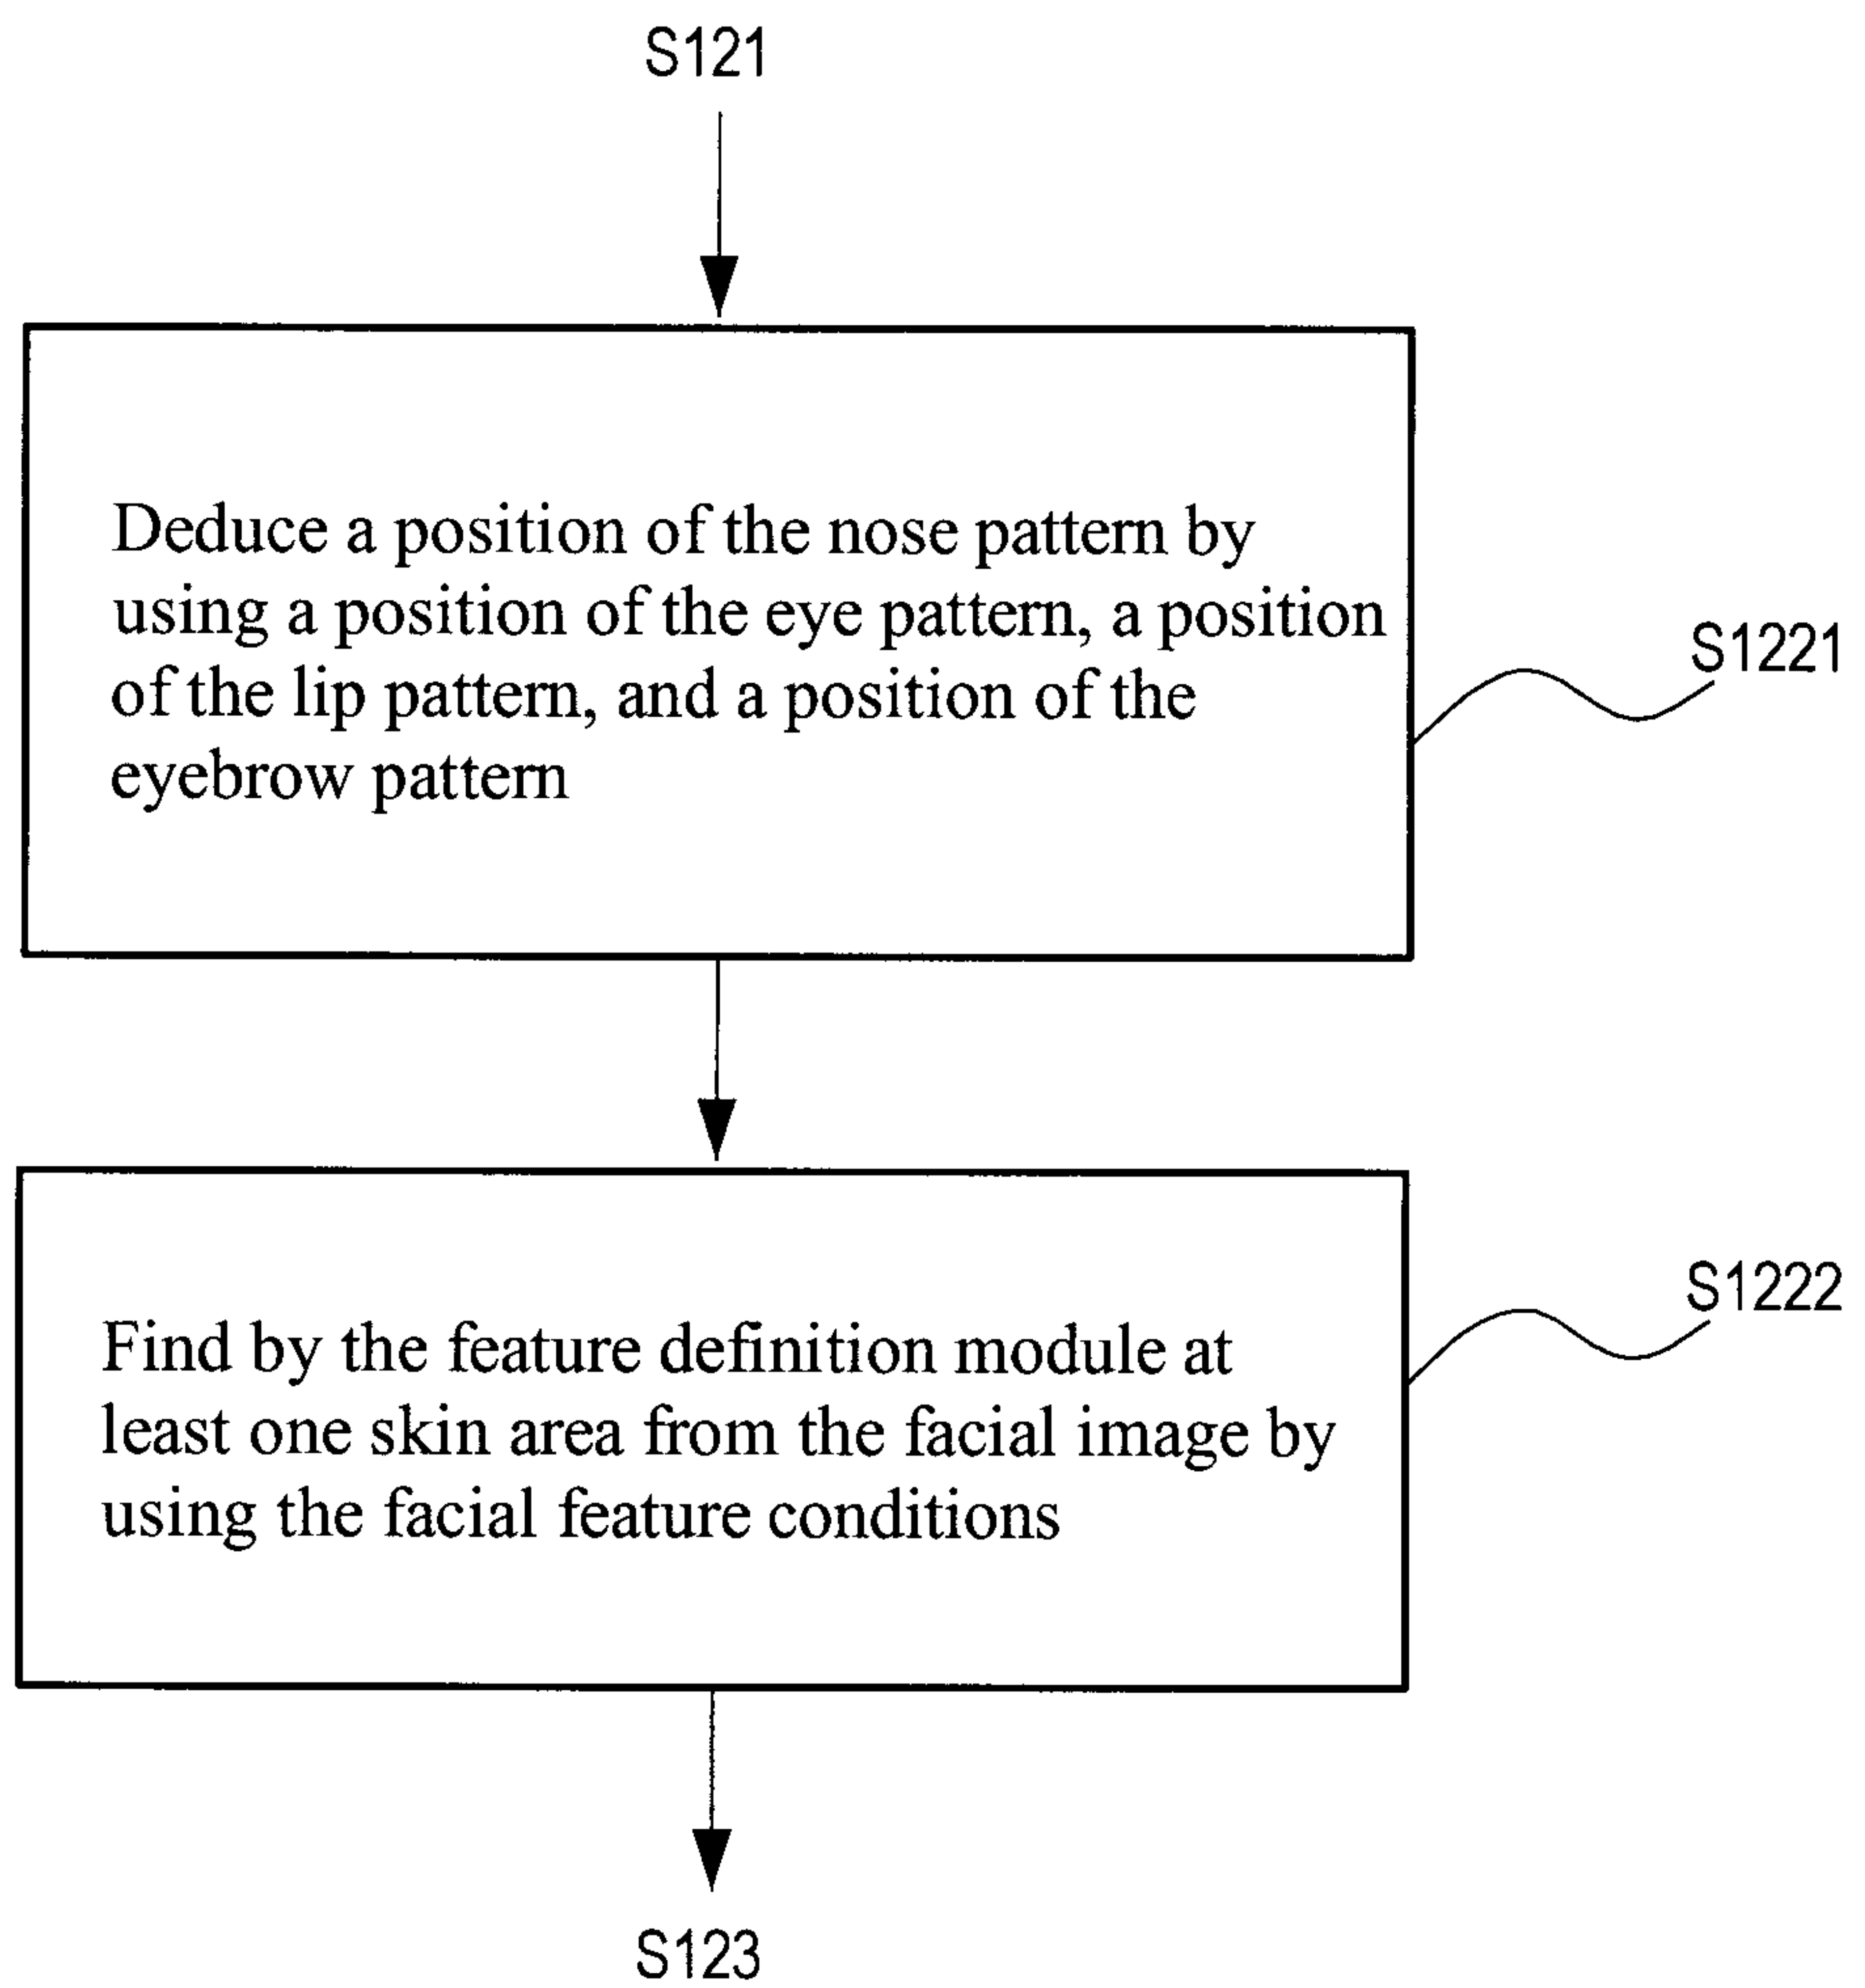 S121
Deduce a position of the nose pattern by
using a position of the eye pattern, a position
of the lip pattern, and a position of the
eyebrow pattern
S1221
Find by the feature definition module at
least one skin area from the facial image by
using the facial feature conditions
S1222
S123